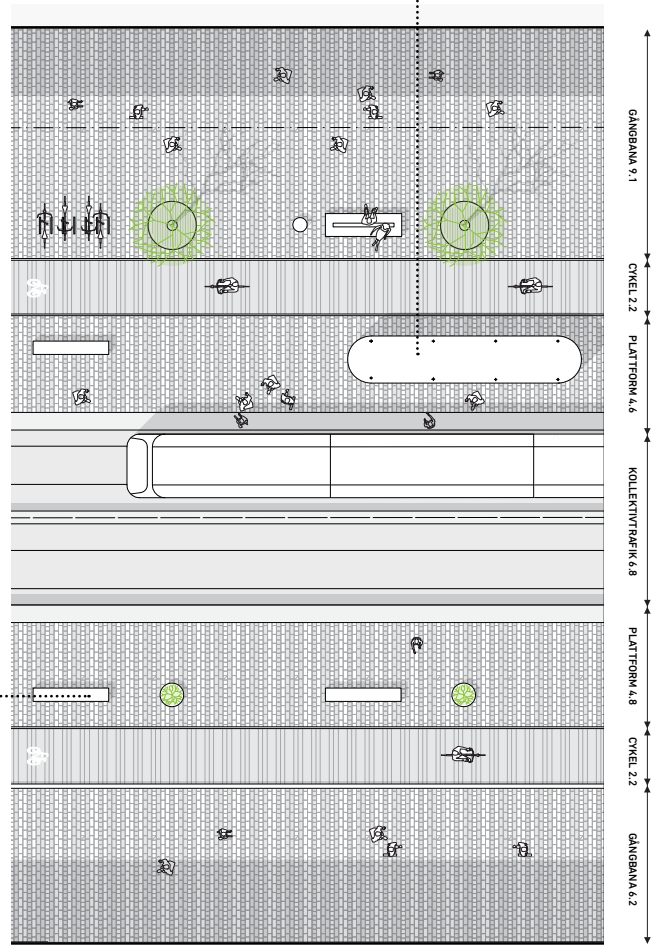 GÅNGBANA 9.1
CYKEL 2.2
PLATTFORM 4.6
KOLLEKTIVTRAFIK 6.8
PLATTFORM 4.8
CYKEL 2.2
GÅNGBANA 6.2